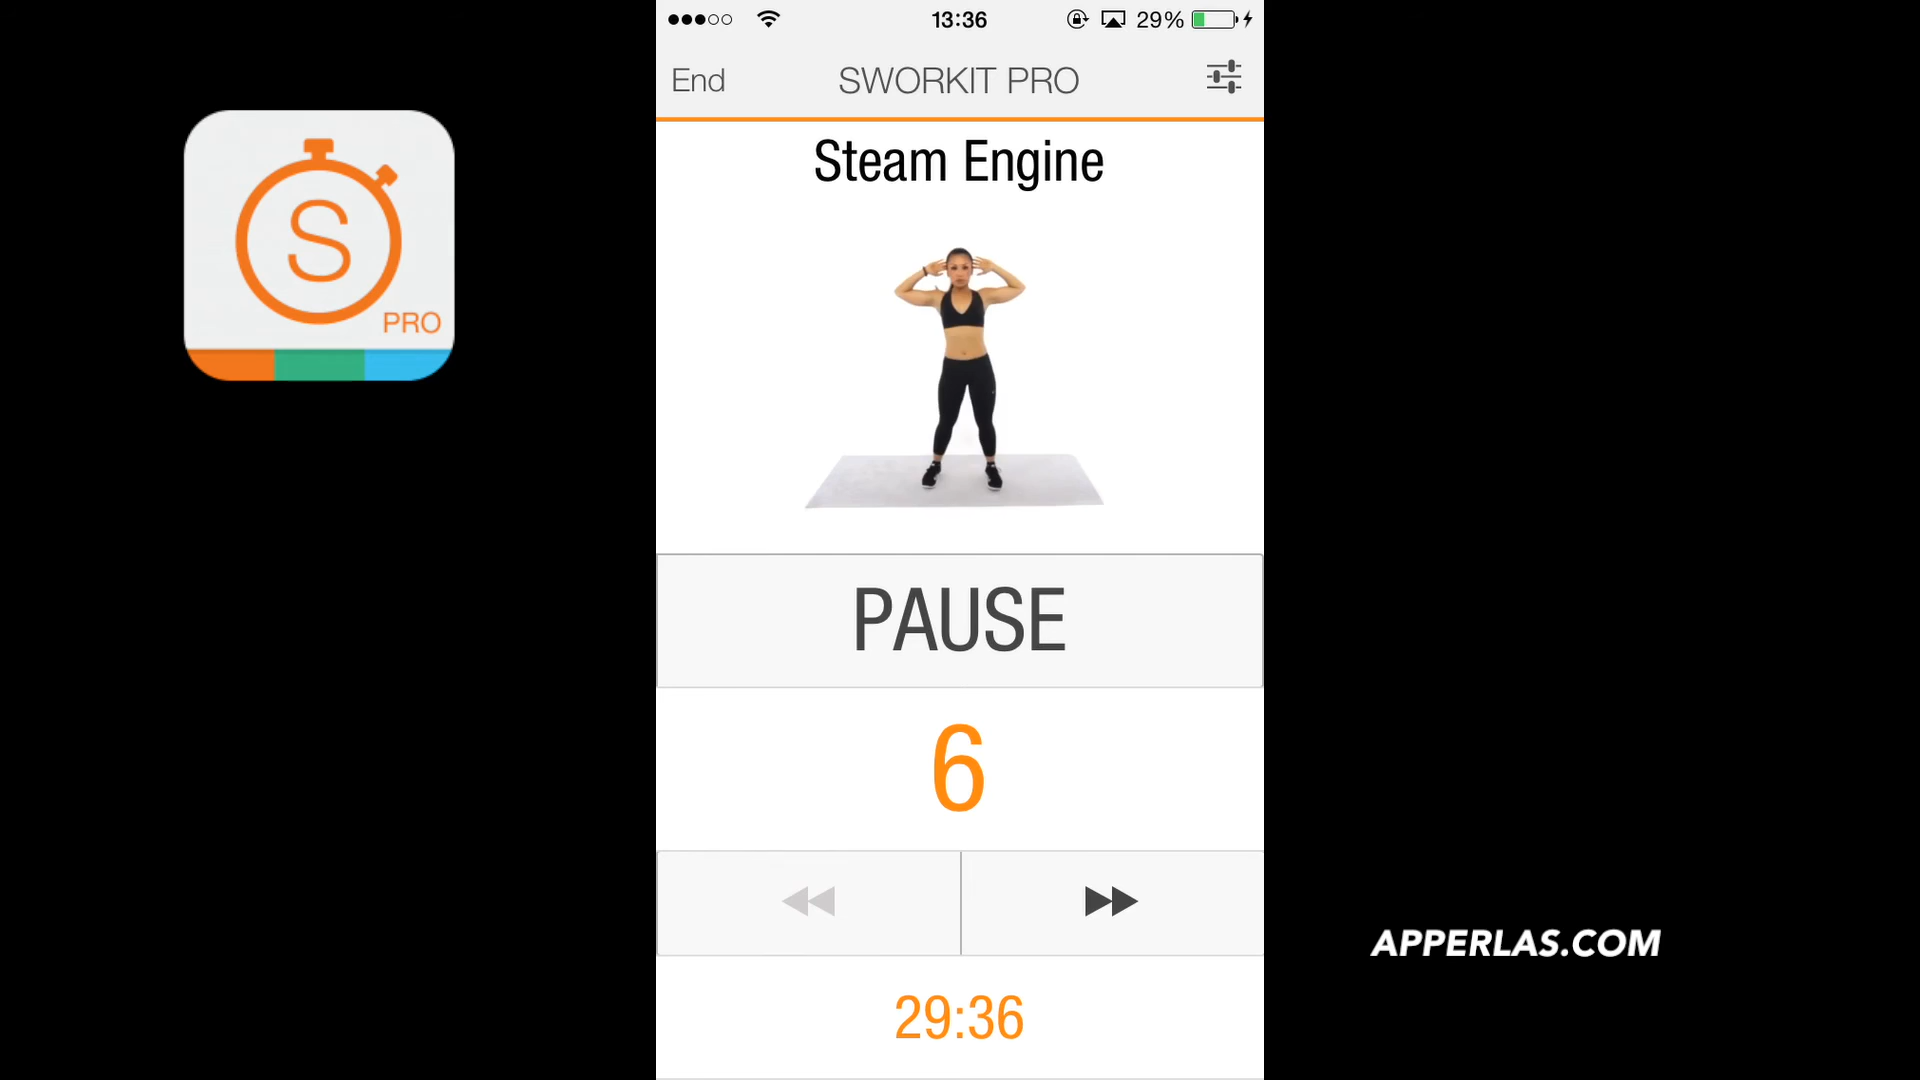 13:36
29%
End
SWORKIT PRO
Steam Engine
S
PRO
PAUSE
6
29:36
APPERLAS.COM